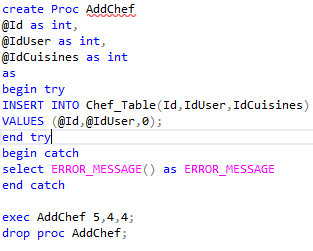 create Proc AddChef
@Id as int,
@IdUser as int,
@IdCuisines as int
as
begin try
INSERT INTO Chef_Table(Id,IdUser,IdCuisines)
VALUES (@Id,@IdUser,0);
end try
begin catch
select ERROR_MESSAGE() as ERROR_MESSAGE
end catch
exec AddChef 5,4,4;
drop proc AddChef;